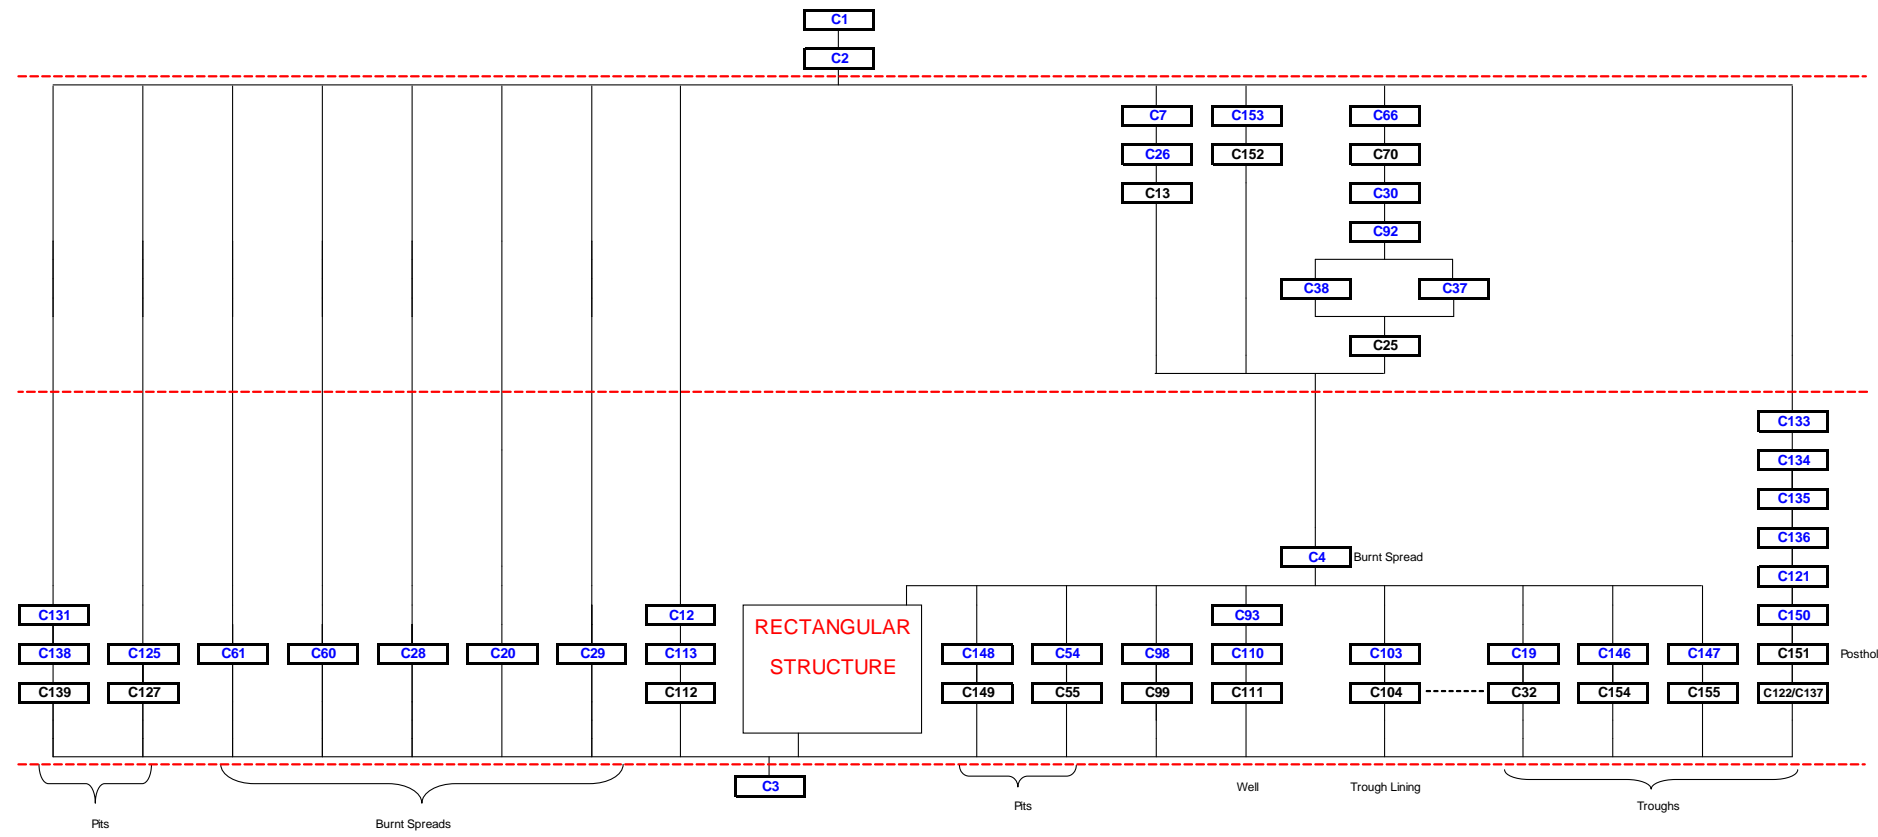 C1
C2
C7 C153 C66
C26 C152 C70
C13 C30
C92
C38 C37
C25
C133
C134
C135
C136
C4 Burnt Spread
C121
C131 C12 C93 C150
RECTANGULAR
STRUCTURE
C138 C125 C61 C60 C28 C20 C29 C113 C148 C54 C98 C110 C103 C19 C146 C147 C151 Posthol
C139 C127 C112 C149 C55 C99 C111 C104 C32 C154 C155 C122/C137
C3
Pits Burnt Spreads Pits Well Trough Lining Troughs